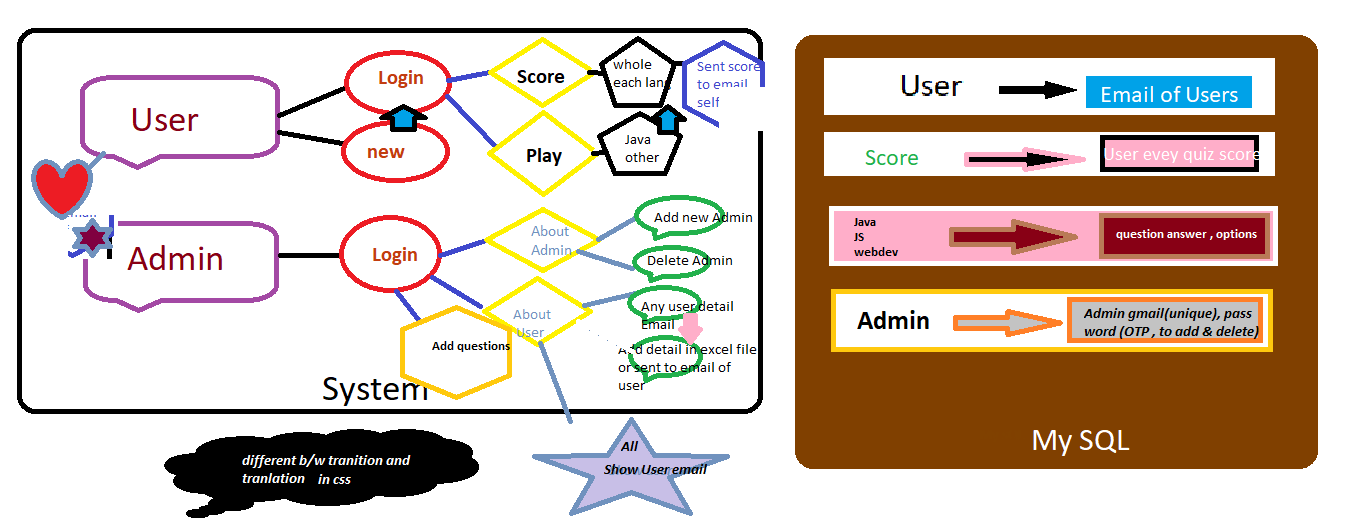 User
Login
new
Score
Play
whole
each lang
Sent score
to email
self
Java
other
Admin
Login
About
Admin
Add new Admin
Delete Admin
About
User
Any user detail
Email
Add detail in excel file
or sent to email of
user
Add questions
System
different b/w tranition and
tranlation in css
All
Show User email
User
Email of Users
Score
User evey quiz score
Java
JS
webdev
question answer , options
Admin
Admin gmail(unique), pass
word (OTP , to add & delete)
My SQL